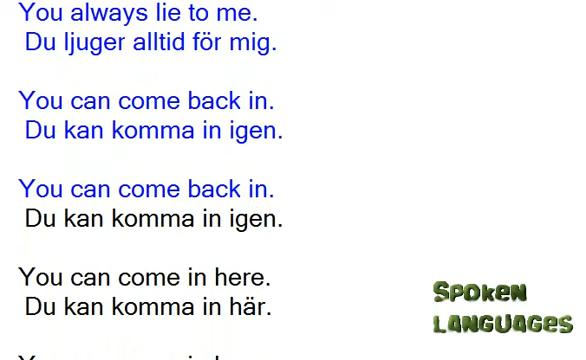 You always lie to me.
Du ljuger alltid för mig.
You can come back in.
Du kan komma in igen.
You can come back in.
Du kan komma in igen.
You can come in here.
Du kan komma in här.
SPOKEN
LANGUAGES